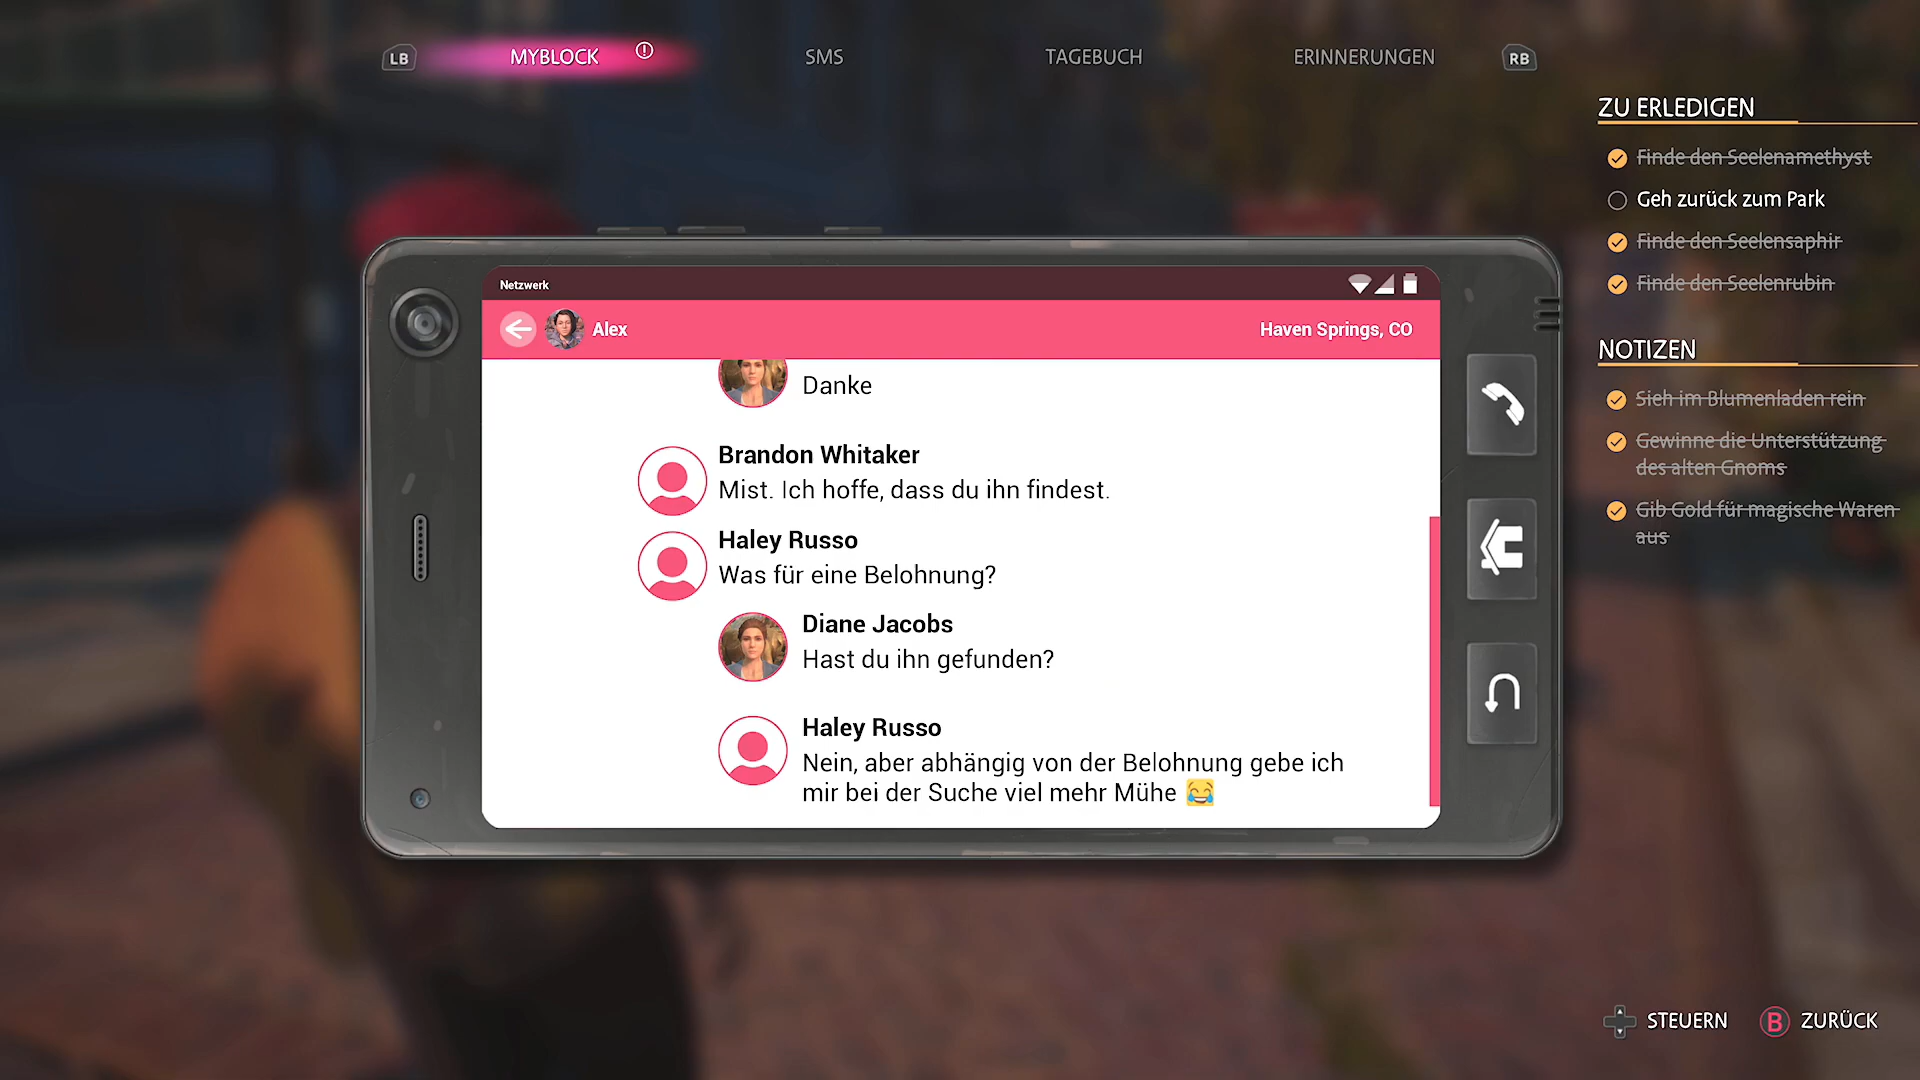 LB
MYBLOCK
SMS
TAGEBUCH
ERINNERUNGEN
RB
ZU ERLEDIGEN
Finde den Seelenamethyst
Geh zurück zum Park
Finde den Seelensaphir
Finde den Seelenrubin
NOTIZEN
Sieh im Blumenladen rein
Gewinne die Unterstützung
des alten Gnoms
Gib Gold für magische Waren
aus
Netzwerk
Alex
Haven Springs, CO
Danke
Brandon Whitaker
Mist. Ich hoffe, dass du ihn findest.
Haley Russo
Was für eine Belohnung?
Diane Jacobs
Hast du ihn gefunden?
Haley Russo
Nein, aber abhängig von der Belohnung gebe ich
mir bei der Suche viel mehr Mühe 😂
STEUERN
B ZURÜCK